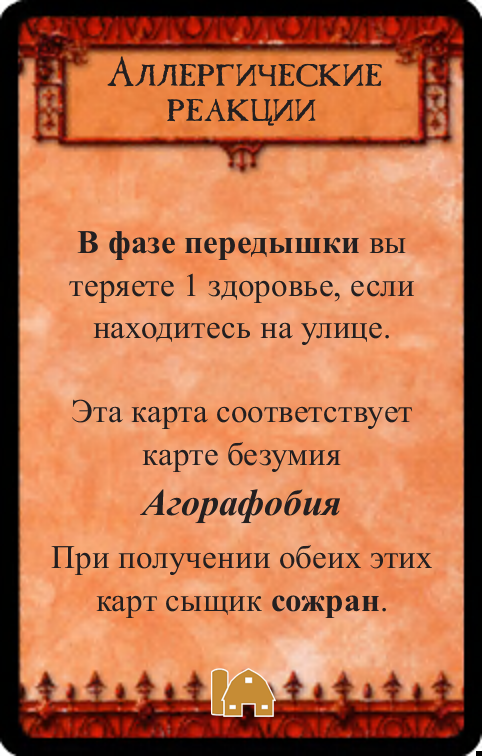 Аллергические
реакции
В фазе передышки вы
теряете 1 здоровье, если
находитесь на улице.
Эта карта соответствует
карте безумия
Агорафобия
При получении обеих этих
карт сыщик сожран.